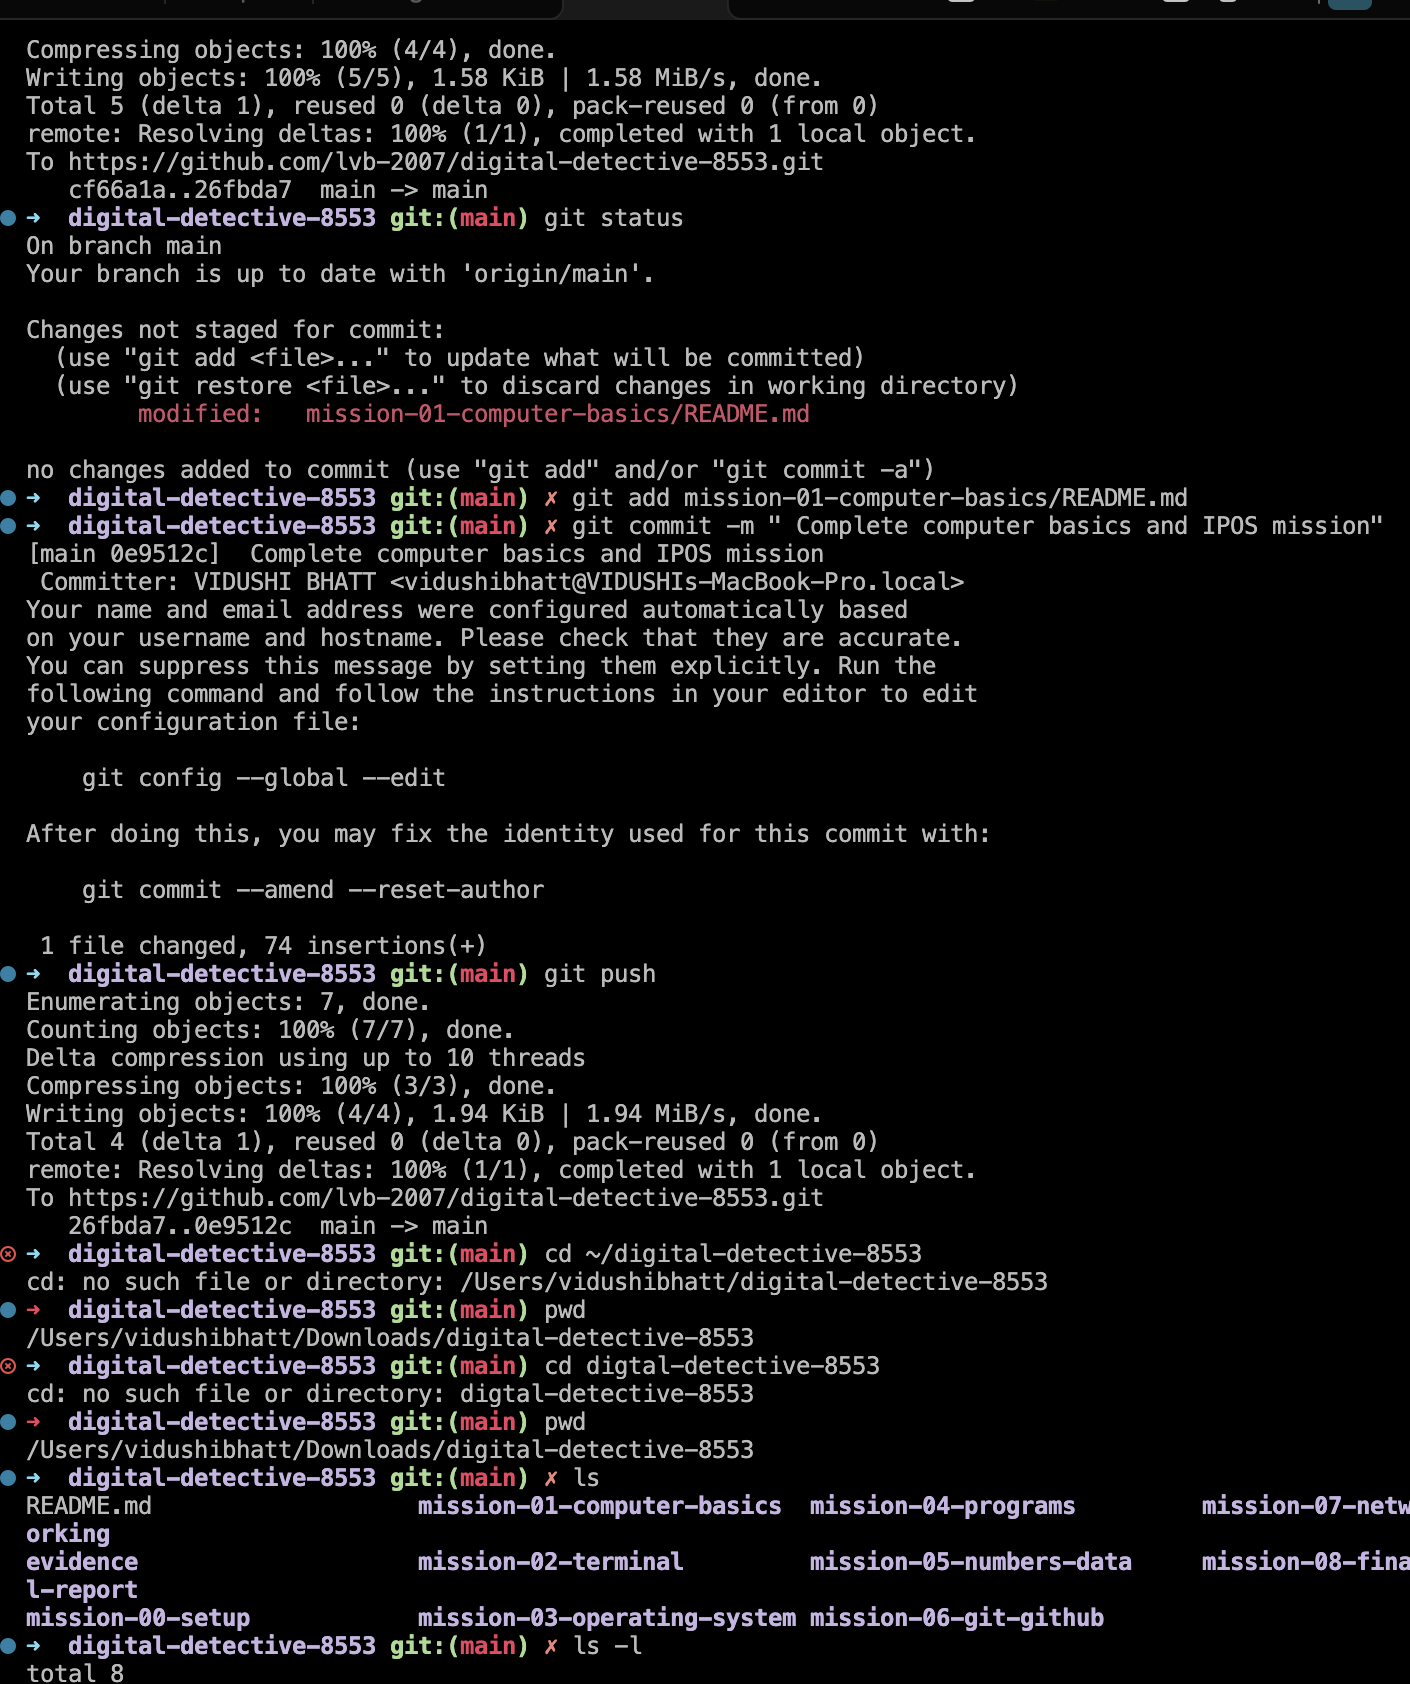 Compressing objects: 100% (4/4), done.
Writing objects: 100% (5/5), 1.58 KiB | 1.58 MiB/s, done.
Total 5 (delta 1), reused 0 (delta 0), pack-reused 0 (from 0)
remote: Resolving deltas: 100% (1/1), completed with 1 local object.
To https://github.com/lvb-2007/digital-detective-8553.git
   cf66a1a..26fbda7  main -> main
➜  digital-detective-8553 git:(main) git status
On branch main
Your branch is up to date with 'origin/main'.

Changes not staged for commit:
  (use "git add <file>..." to update what will be committed)
  (use "git restore <file>..." to discard changes in working directory)
        modified:   mission-01-computer-basics/README.md

no changes added to commit (use "git add" and/or "git commit -a")
➜  digital-detective-8553 git:(main) ✗ git add mission-01-computer-basics/README.md
➜  digital-detective-8553 git:(main) ✗ git commit -m " Complete computer basics and IPOS mission"
[main 0e9512c]  Complete computer basics and IPOS mission
 Committer: VIDUSHI BHATT <vidushibhatt@VIDUSHIs-MacBook-Pro.local>
Your name and email address were configured automatically based
on your username and hostname. Please check that they are accurate.
You can suppress this message by setting them explicitly. Run the
following command and follow the instructions in your editor to edit
your configuration file:

    git config --global --edit

After doing this, you may fix the identity used for this commit with:

    git commit --amend --reset-author

 1 file changed, 74 insertions(+)
➜  digital-detective-8553 git:(main) git push
Enumerating objects: 7, done.
Counting objects: 100% (7/7), done.
Delta compression using up to 10 threads
Compressing objects: 100% (3/3), done.
Writing objects: 100% (4/4), 1.94 KiB | 1.94 MiB/s, done.
Total 4 (delta 1), reused 0 (delta 0), pack-reused 0 (from 0)
remote: Resolving deltas: 100% (1/1), completed with 1 local object.
To https://github.com/lvb-2007/digital-detective-8553.git
   26fbda7..0e9512c  main -> main
➜  digital-detective-8553 git:(main) cd ~/digital-detective-8553
cd: no such file or directory: /Users/vidushibhatt/digital-detective-8553
➜  digital-detective-8553 git:(main) pwd
/Users/vidushibhatt/Downloads/digital-detective-8553
➜  digital-detective-8553 git:(main) cd digtal-detective-8553
cd: no such file or directory: digtal-detective-8553
➜  digital-detective-8553 git:(main) pwd
/Users/vidushibhatt/Downloads/digital-detective-8553
➜  digital-detective-8553 git:(main) ✗ ls
README.md                   mission-01-computer-basics  mission-04-programs         mission-07-netw
orking
evidence                    mission-02-terminal         mission-05-numbers-data     mission-08-fina
l-report
mission-00-setup            mission-03-operating-system mission-06-git-github
➜  digital-detective-8553 git:(main) ✗ ls -l
total 8